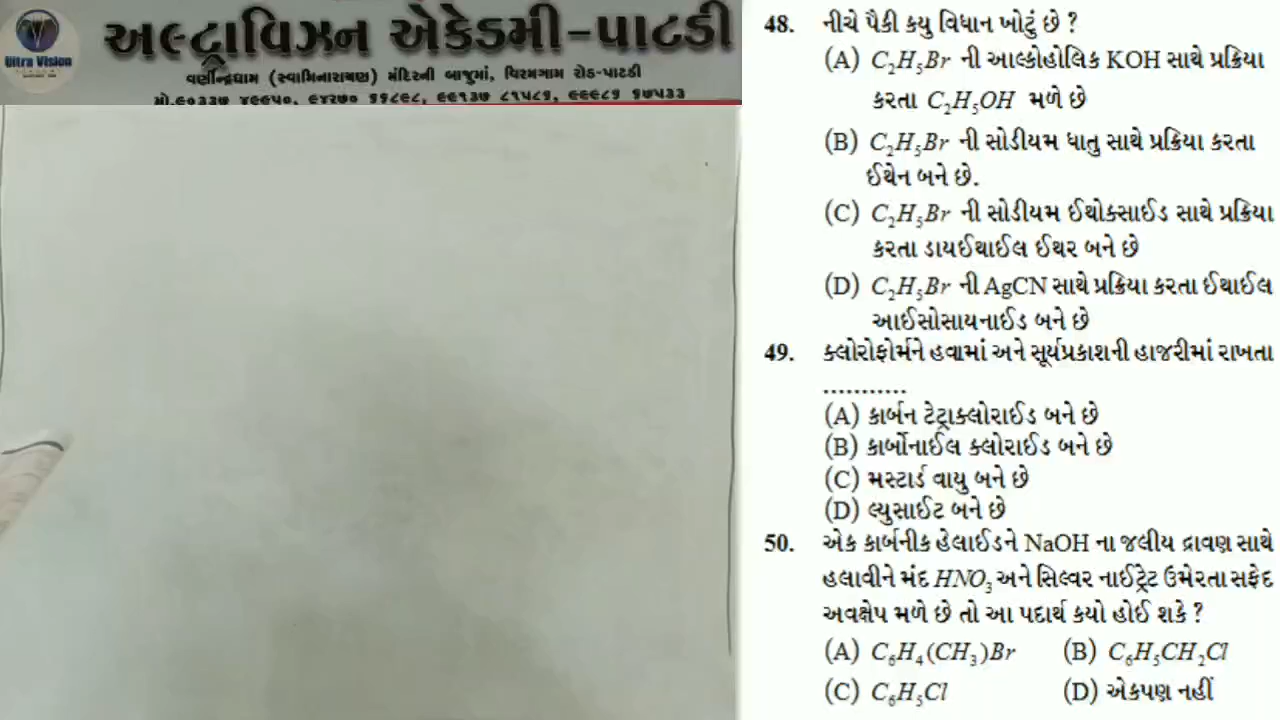 Ultra Vision
અલ્ટ્રાવિઝન એકેડમી-પાટડી
વર્ણીન્દ્રધામ (સ્વામિનારાયણ) મંદિરની બાજુમાં, વિરમગામ રોડ-પાટડી
48. નીચે પૈકી કયુ વિધાન ખોટું છે ?
(A) C₂H₅Br ની આલ્કોહોલિક KOH સાથે પ્રક્રિયા
કરતા C₂H₅OH મળે છે
(B) C₂H₅Br ની સોડીયમ ધાતુ સાથે પ્રક્રિયા કરતા
ઈથેન બને છે.
(C) C₂H₅Br ની સોડીયમ ઈથોક્સાઈડ સાથે પ્રક્રિયા
કરતા ડાયઈથાઈલ ઈથર બને છે
(D) C₂H₅Br ની AgCN સાથે પ્રક્રિયા કરતા ઈથાઈલ
આઈસોસાયનાઈડ બને છે
49. ક્લોરોફોર્મને હવામાં અને સૂર્યપ્રકાશની હાજરીમાં રાખતા
...........
(A) કાર્બન ટેટ્રાક્લોરાઈડ બને છે
(B) કાર્બોનાઈલ ક્લોરાઈડ બને છે
(C) મસ્ટાર્ડ વાયુ બને છે
(D) લ્યુસાઈટ બને છે
50. એક કાર્બનીક હેલાઈડને NaOH ના જલીય દ્રાવણ સાથે
હલાવીને મંદ HNO₃ અને સિલ્વર નાઈટ્રેટ ઉમેરતા સફેદ
અવક્ષેપ મળે છે તો આ પદાર્થ કયો હોઈ શકે ?
(A) C₆H₄(CH₃)Br (B) C₆H₅CH₂Cl
(C) C₆H₅Cl (D) એકપણ નહીં